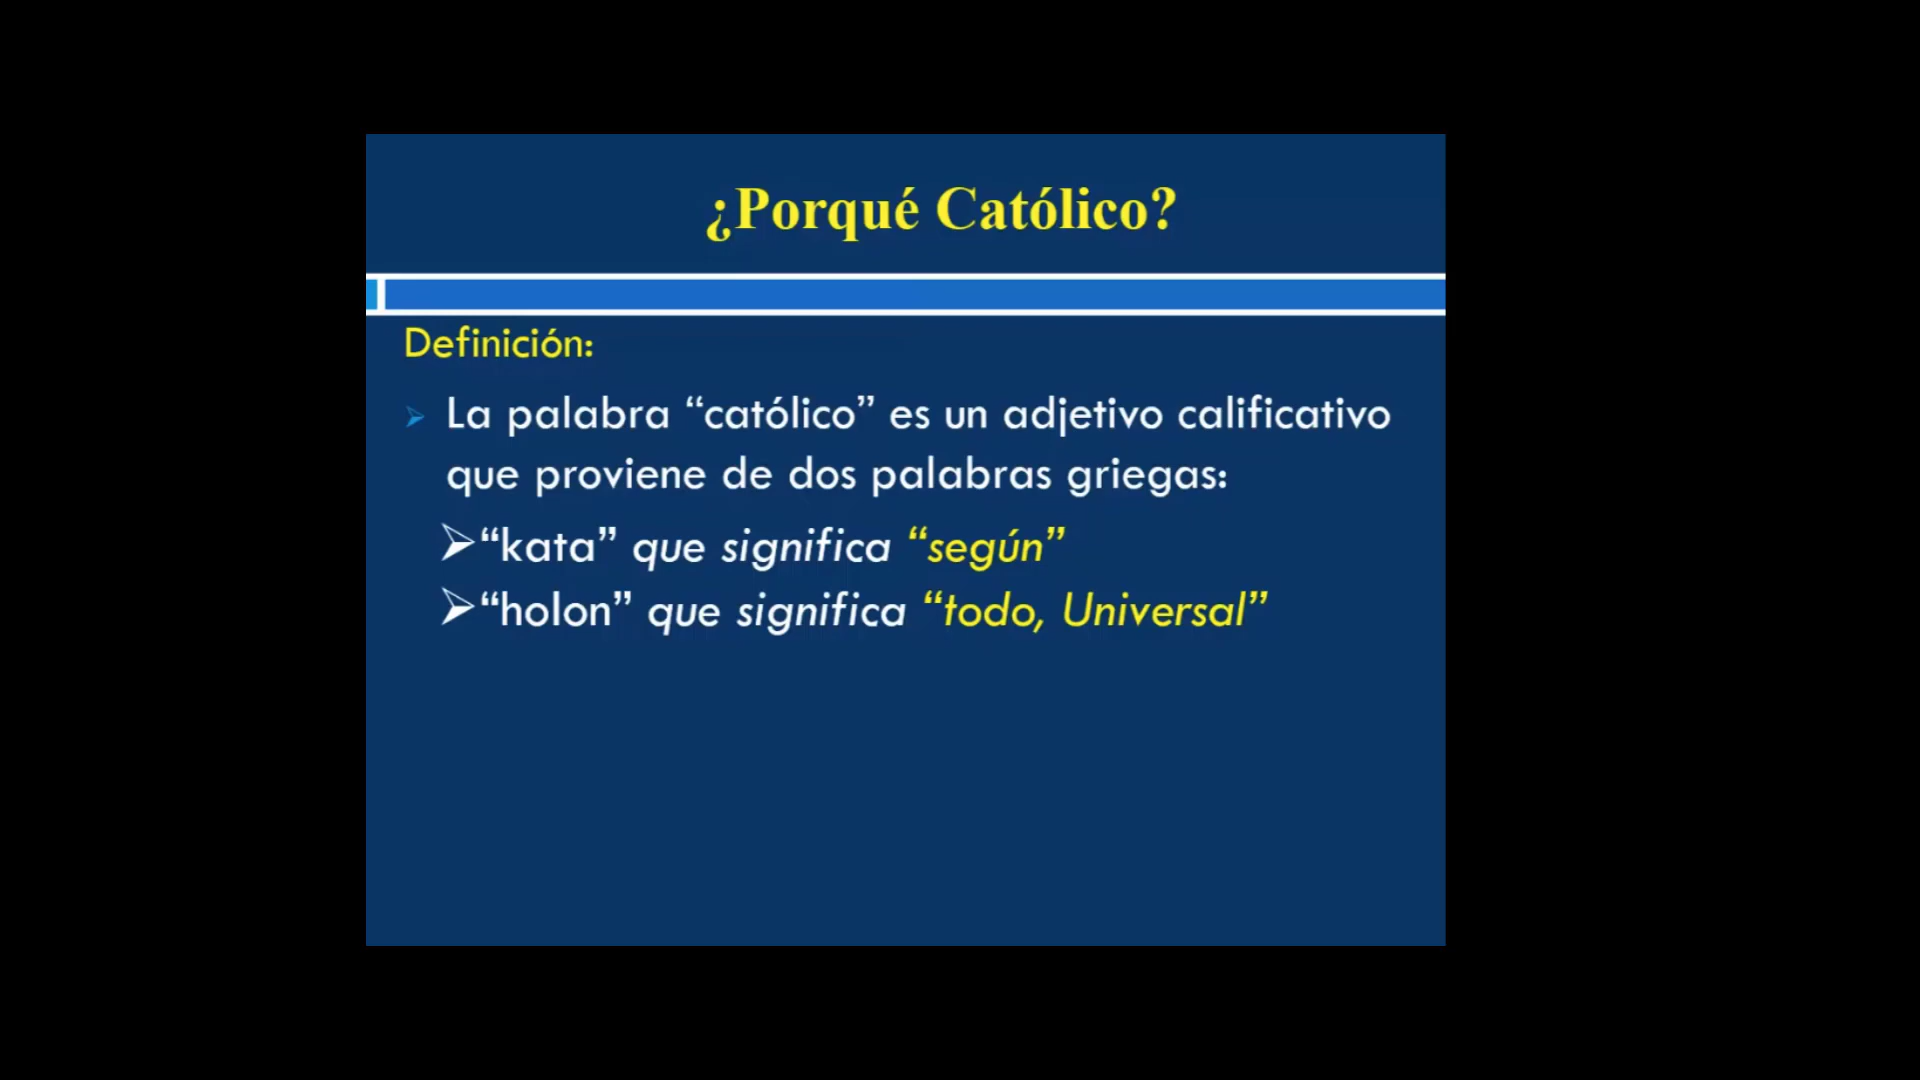 ¿Porqué Católico?
Definición:
La palabra “católico” es un adjetivo calificativo
que proviene de dos palabras griegas:
“kata” que significa “según”
“holon” que significa “todo, Universal”